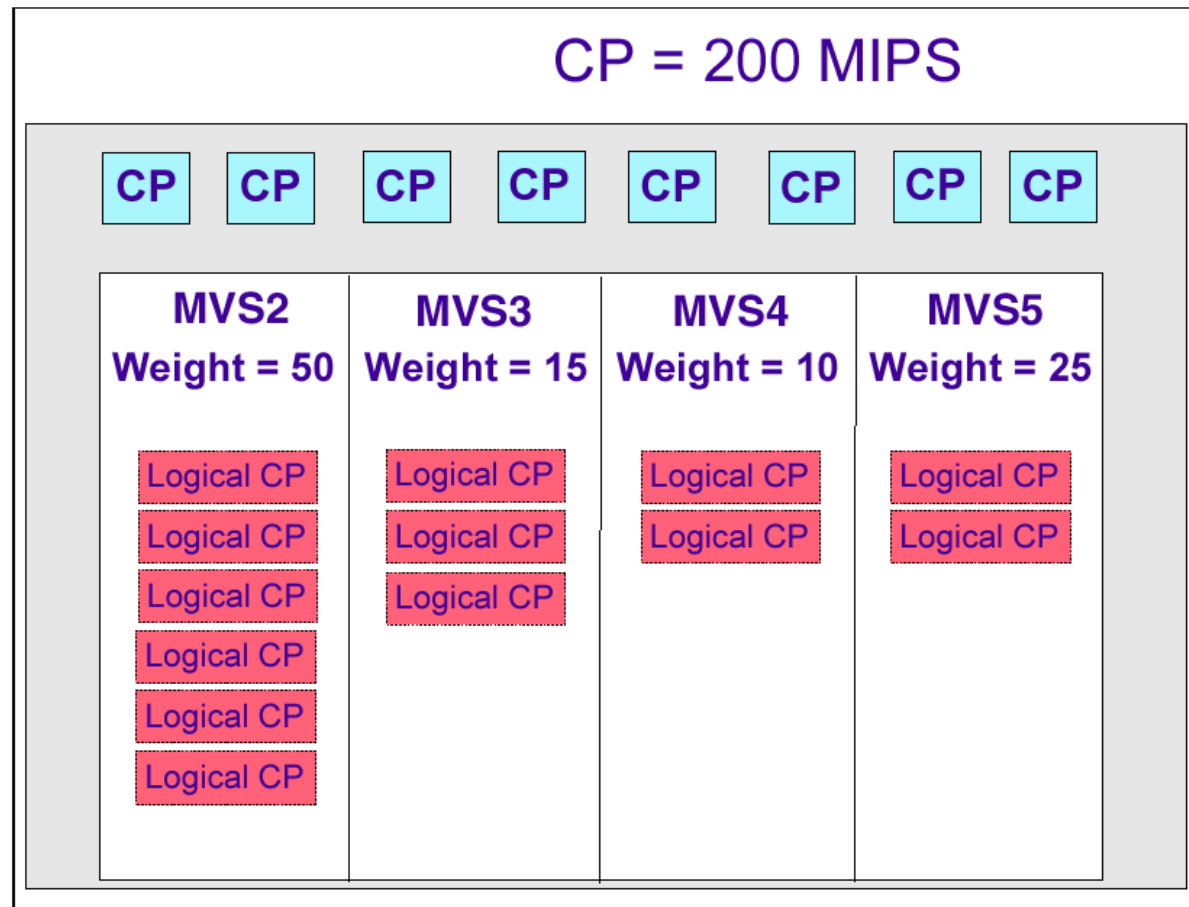 CP = 200 MIPS
CP CP CP CP CP CP CP CP
MVS2 MVS3 MVS4 MVS5
Weight = 50 Weight = 15 Weight = 10 Weight = 25
Logical CP Logical CP Logical CP Logical CP
Logical CP Logical CP Logical CP Logical CP
Logical CP Logical CP
Logical CP
Logical CP
Logical CP